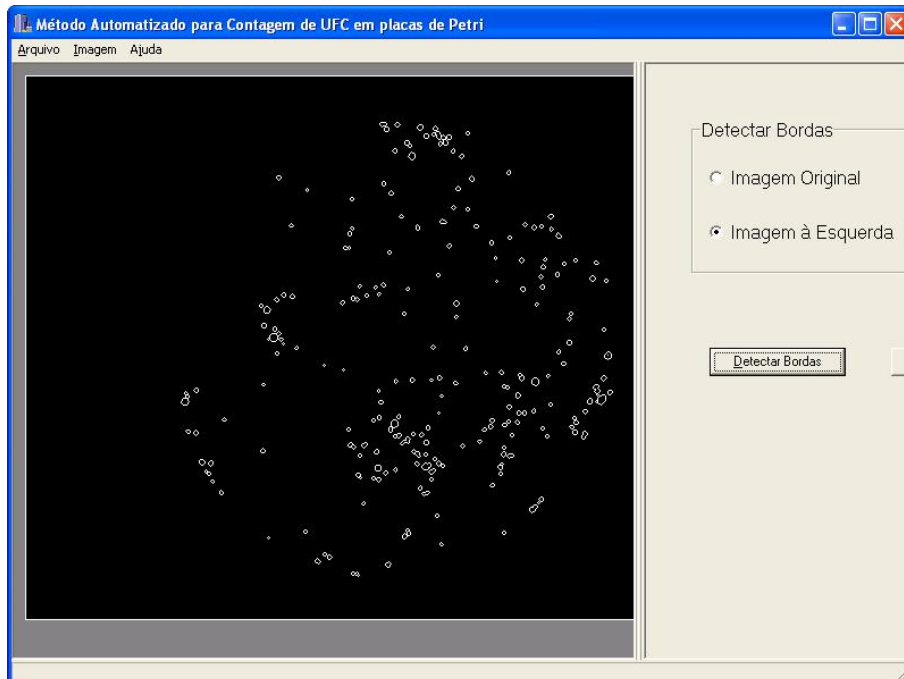 Método Automatizado para Contagem de UFC em placas de Petri
Arquivo Imagem Ajuda
Detectar Bordas
Imagem Original
Imagem à Esquerda
Detectar Bordas